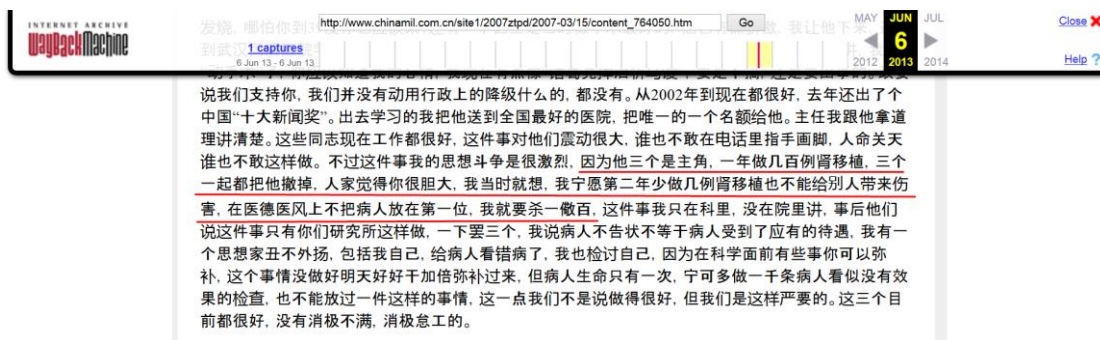 INTERNET ARCHIVE
WayBackMachine
http://www.chinamil.com.cn/site1/2007ztpd/2007-03/15/content_764050.htm
Go
1 captures
6 Jun 13 - 6 Jun 13
MAY JUN JUL
6
2012 2013 2014
Close
Help ?
说我们支持你，我们并没有动用行政上的降级什么的，都没有。从2002年到现在都很好，去年还出了个
中国“十大新闻奖”。出去学习的我把他送到全国最好的医院，把唯一的一个名额给他。主任我跟他拿道
理讲清楚。这些同志现在工作都很好，这件事对他们震动很大，谁也不敢在电话里指手画脚，人命关天
谁也不敢这样做。不过这件事我的思想斗争是很激烈，因为他三个是主角，一年做几百例肾移植，三个
一起都把他撤掉，人家觉得你很胆大，我当时就想，我宁愿第二年少做几例肾移植也不能给别人带来伤
害，在医德医风上不把病人放在第一位，我就要杀一儆百，这件事我只在科里，没在院里讲，事后他们
说这件事只有你们研究所这样做，一下罢三个，我说病人不告状不等于病人受到了应有的待遇，我有一
个思想家丑不外扬，包括我自己，给病人看错病了，我也检讨自己，因为在科学面前有些事你可以弥
补，这个事情没做好明天好好干加倍弥补过来，但病人生命只有一次，宁可多做一千条病人看似没有效
果的检查，也不能放过一件这样的事情，这一点我们不是说做得很好，但我们是这样严要的。这三个目
前都很好，没有消极不满，消极怠工的。